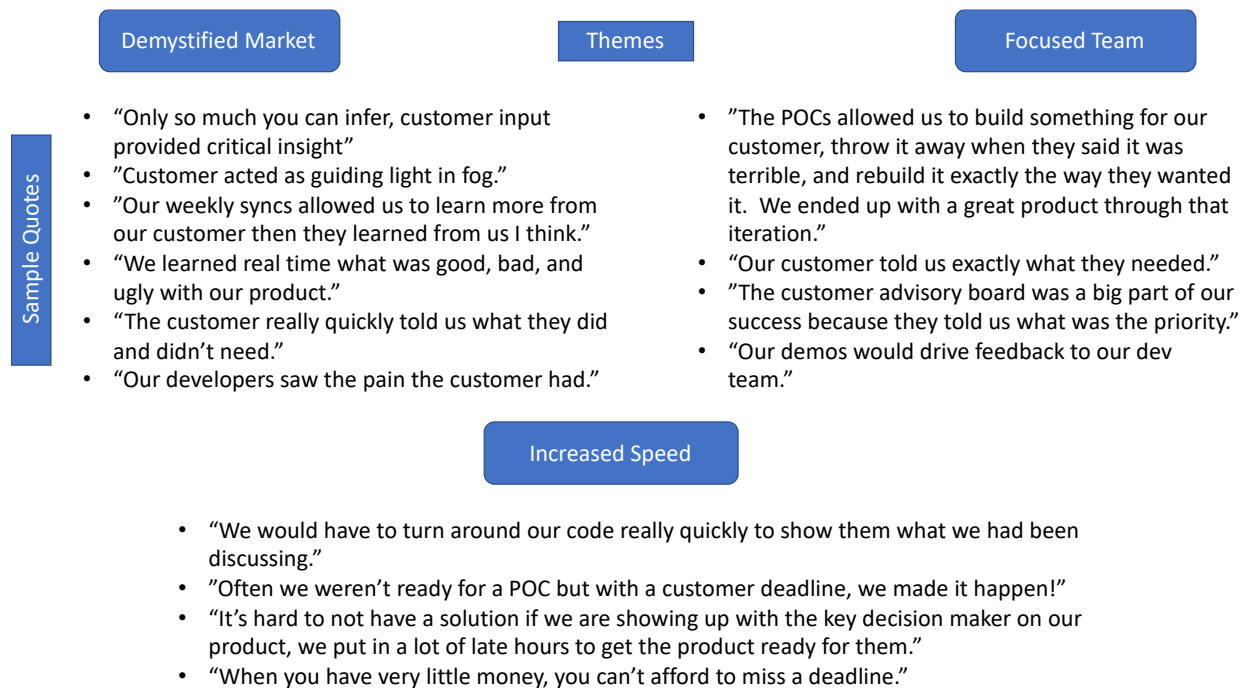 Demystified Market
Themes
Focused Team
Sample Quotes
• “Only so much you can infer, customer input
provided critical insight”
• ”Customer acted as guiding light in fog.”
• ”Our weekly syncs allowed us to learn more from
our customer then they learned from us I think.”
• “We learned real time what was good, bad, and
ugly with our product.”
• “The customer really quickly told us what they did
and didn’t need.”
• “Our developers saw the pain the customer had.”
• ”The POCs allowed us to build something for our
customer, throw it away when they said it was
terrible, and rebuild it exactly the way they wanted
it.  We ended up with a great product through that
iteration.”
• “Our customer told us exactly what they needed.”
• ”The customer advisory board was a big part of our
success because they told us what was the priority.”
• “Our demos would drive feedback to our dev
team.”
Increased Speed
• “We would have to turn around our code really quickly to show them what we had been
discussing.”
• ”Often we weren’t ready for a POC but with a customer deadline, we made it happen!”
• “It’s hard to not have a solution if we are showing up with the key decision maker on our
product, we put in a lot of late hours to get the product ready for them.”
• “When you have very little money, you can’t afford to miss a deadline.”